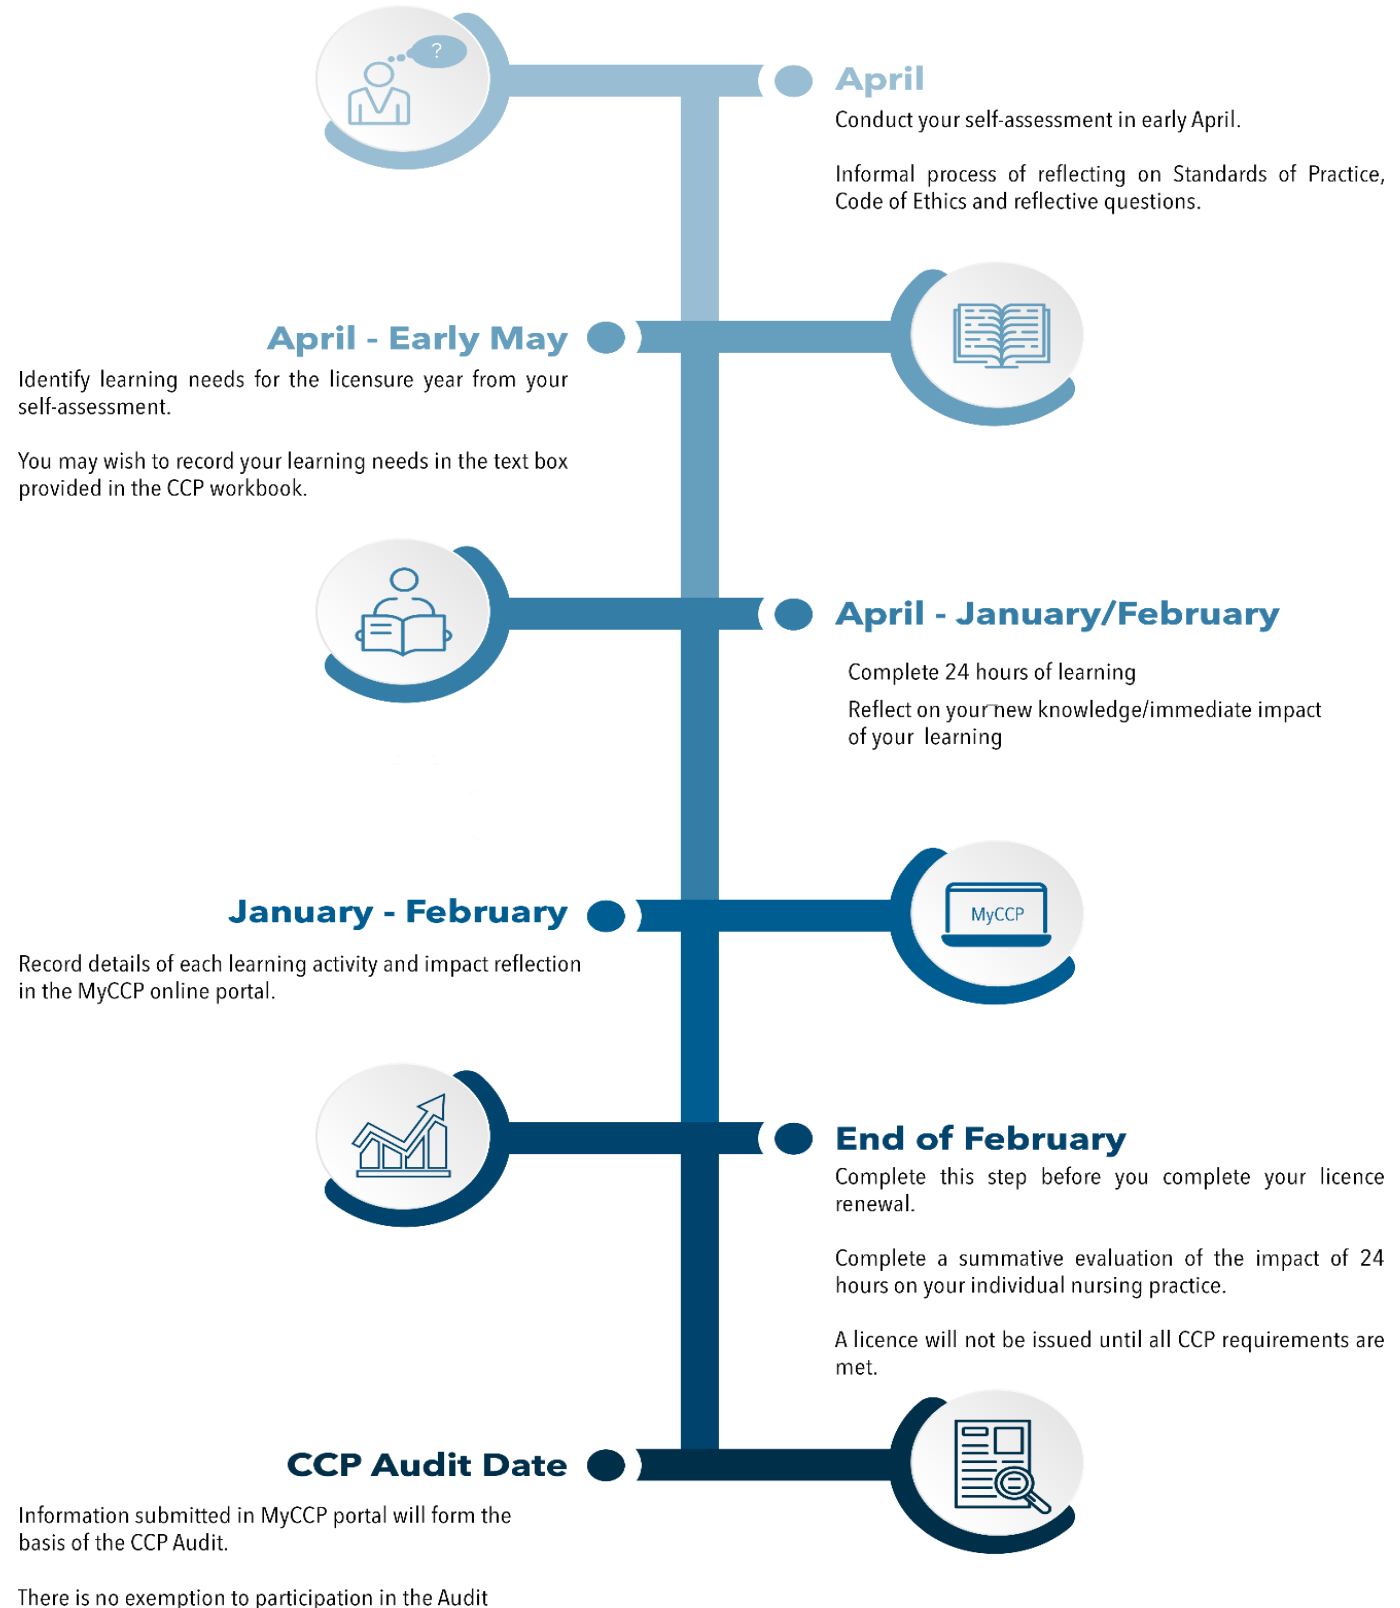 ?
April
Conduct your self-assessment in early April.
Informal process of reflecting on Standards of Practice,
Code of Ethics and reflective questions.
April - Early May
Identify learning needs for the licensure year from your
self-assessment.
You may wish to record your learning needs in the text box
provided in the CCP workbook.
April - January/February
Complete 24 hours of learning
Reflect on your new knowledge/immediate impact
of your learning
January - February
MyCCP
Record details of each learning activity and impact reflection
in the MyCCP online portal.
End of February
Complete this step before you complete your licence
renewal.
Complete a summative evaluation of the impact of 24
hours on your individual nursing practice.
A licence will not be issued until all CCP requirements are
met.
CCP Audit Date
Information submitted in MyCCP portal will form the
basis of the CCP Audit.
There is no exemption to participation in the Audit